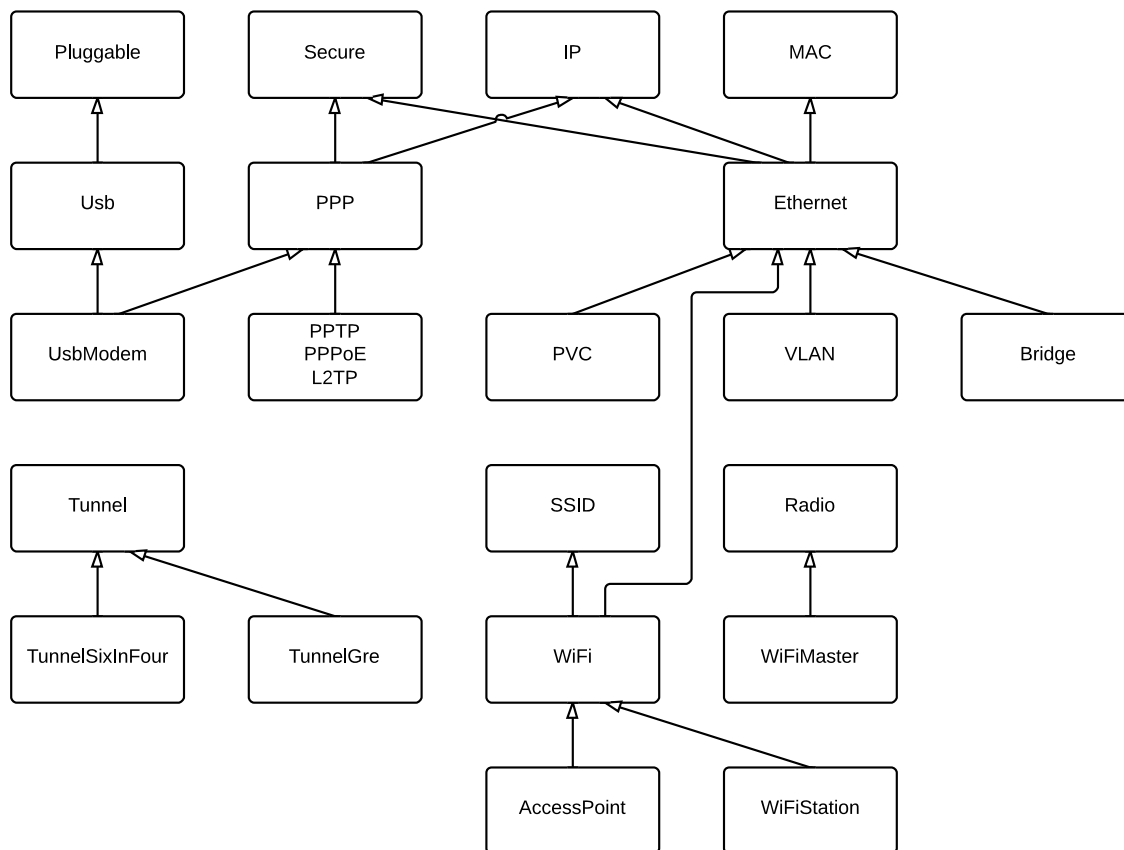 Pluggable
Secure
IP
MAC
Usb
PPP
Ethernet
UsbModem
PPTP
PPPoE
L2TP
PVC
VLAN
Bridge
Tunnel
SSID
Radio
TunnelSixInFour
TunnelGre
WiFi
WiFiMaster
AccessPoint
WiFiStation